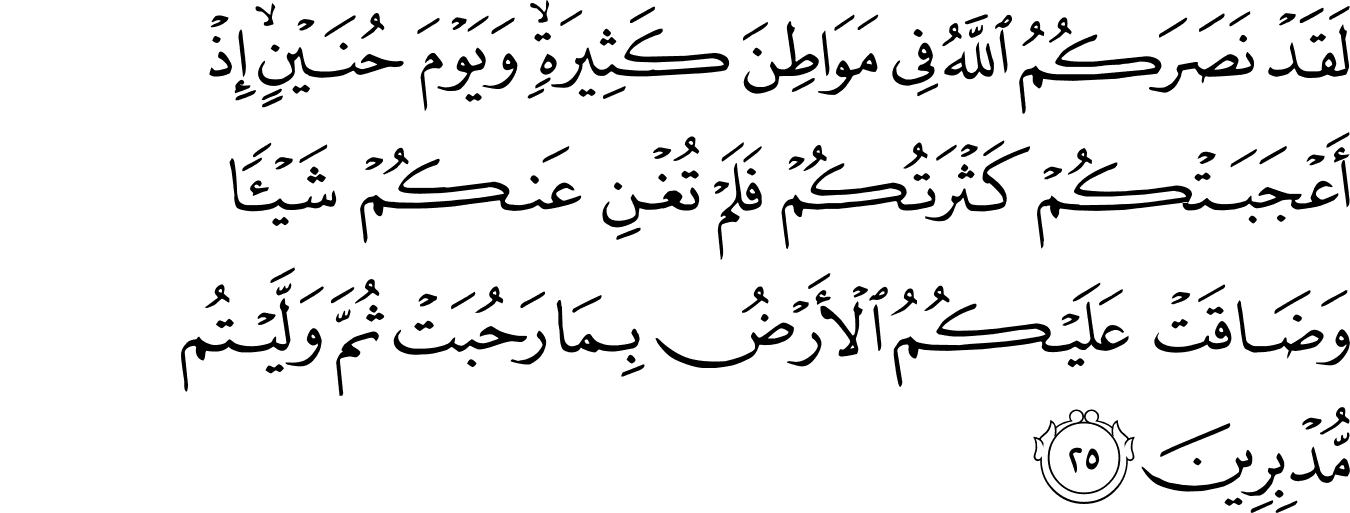 لَقَدْ نَصَرَكُمُ ٱللَّهُ فِى مَوَاطِنَ كَثِيرَةٍۙ وَيَوْمَ حُنَيْنٍۙ إِذْ
أَعْجَبَتْكُمْ كَثْرَتُكُمْ فَلَمْ تُغْنِ عَنكُمْ شَيْـًٔا
وَضَاقَتْ عَلَيْكُمُ ٱلْأَرْضُ بِمَا رَحُبَتْ ثُمَّ وَلَّيْتُم
مُّدْبِرِينَ ٢٥